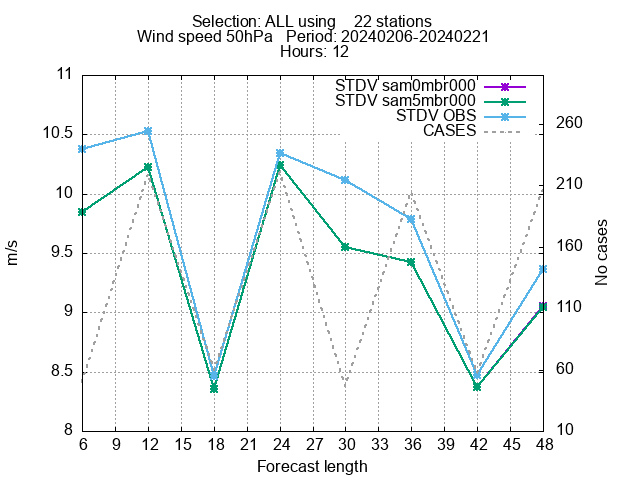 Selection: ALL using    22 stations
Wind speed 50hPa   Period: 20240206-20240221
Hours: 12
11
10.5
10
9.5
9
8.5
8
m/s
STDV sam0mbr000
STDV sam5mbr000
STDV OBS
CASES
260
210
160
110
60
10
No cases
6 9 12 15 18 21 24 27 30 33 36 39 42 45 48
Forecast length